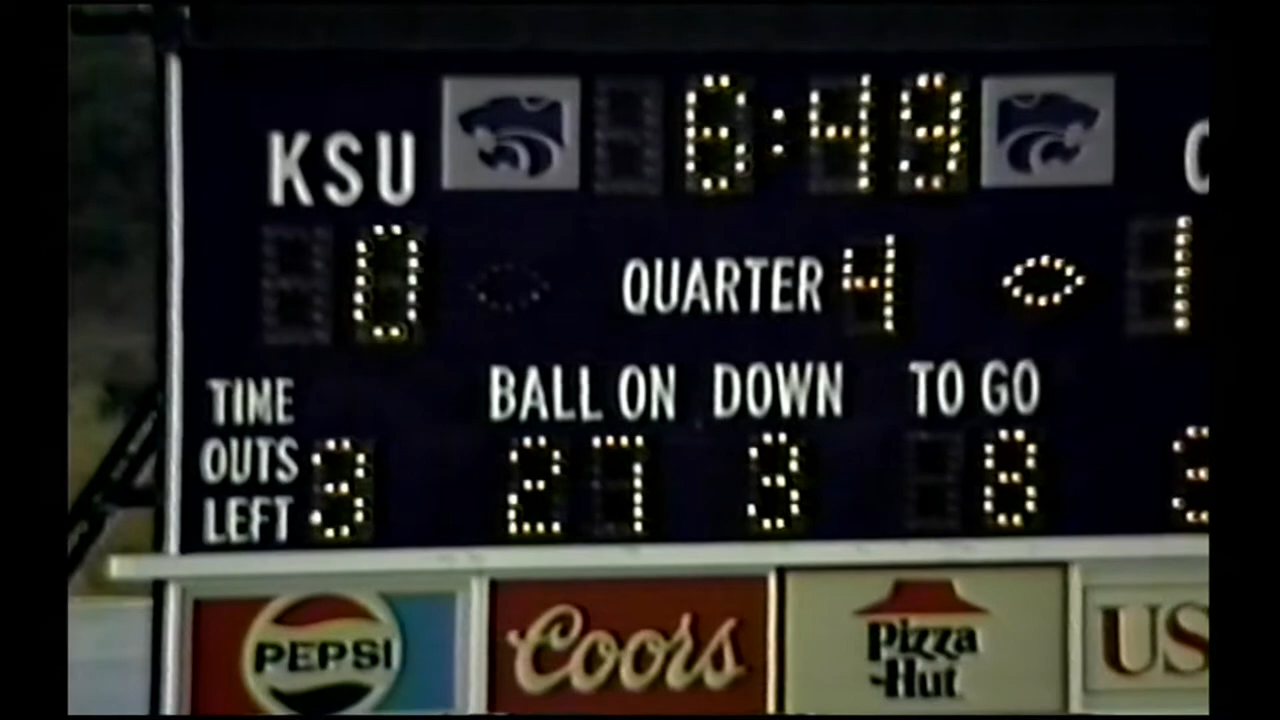 6:49
KSU
0 QUARTER 4 1
TIME OUTS LEFT 3
BALL ON 27
DOWN 3
TO GO 8
PEPSI
Coors
Pizza Hut
US